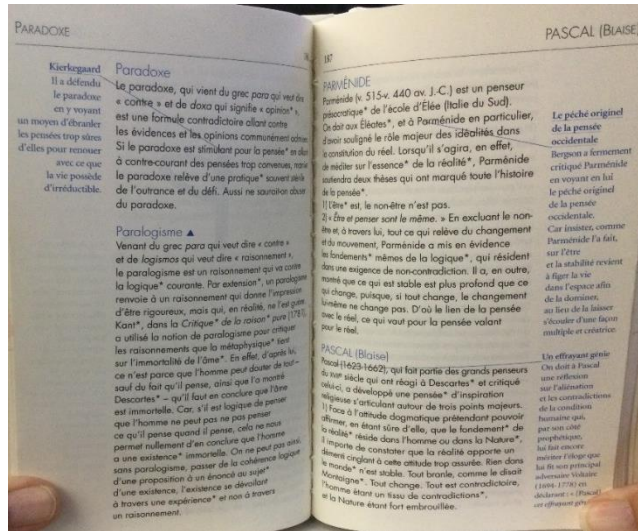 PARADOXE
Kierkegaard
Il a défendu
le paradoxe
en y voyant
un moyen d'ébranler
les pensées trop sûres
d'elles pour renouer
avec ce que
la vie possède
d'irréductible.
Paradoxe
Le paradoxe, qui vient du grec para qui veut dire
« contre » et de doxa qui signifie « opinion* »,
est une formule contradictoire allant contre
les évidences et les opinions communément
Si le paradoxe est stimulant pour la pensée* en allant
à contre-courant des pensées trop convenues,
le paradoxe relève d'une pratique* souvent
de l'outrance et du défi. Aussi ne saurait-on abuser
du paradoxe.
Paralogisme ▲
Venant du grec para qui veut dire « contre »
et de logismos qui veut dire « raisonnement »,
le paralogisme est un raisonnement qui va contre
la logique* courante. Par extension*, un paralogisme
renvoie à un raisonnement qui donne l'impression
d'être rigoureux, mais qui, en réalité, ne l'est guère.
Kant*, dans la Critique* de la raison* pure (1781),
a utilisé la notion de paralogisme pour critiquer
les raisonnements que la métaphysique* tient
sur l'immortalité de l'âme*. En effet, d'après lui,
ce n'est parce que l'homme peut douter de tout –
sauf du fait qu'il pense, ainsi que l'a montré
Descartes* – qu'il faut en conclure que l'âme
est immortelle. Car, s'il est logique de penser
que l'homme ne peut pas ne pas penser
ce qu'il pense quand il pense, cela ne nous
permet nullement d'en conclure que l'homme
a une existence* immortelle. On ne peut pas ainsi,
sans paralogisme, passer de la cohérence logique
d'une proposition à un énoncé au sujet*
d'une existence, l'existence se dévoilant
à travers une expérience* et non à travers
un raisonnement.
187
PASCAL (BLAISE)
PARMÉNIDE
Parménide (v. 515-v. 440 av. J.-C.) est un penseur
présocratique* de l'école d'Élée (Italie du Sud).
On doit aux Éléates*, et à Parménide en particulier,
d'avoir souligné le rôle majeur des idéalités dans
la constitution du réel. Lorsqu'il s'agira, en effet,
de méditer sur l'essence* de la réalité*, Parménide
soutiendra deux thèses qui ont marqué toute l'histoire
de la pensée*.
1) L'être* est, le non-être n'est pas.
2) « Être et penser sont le même. » En excluant le non-
être et, à travers lui, tout ce qui relève du changement
et du mouvement, Parménide a mis en évidence
les fondements* mêmes de la logique*, qui résident
dans une exigence de non-contradiction. Il a, en outre,
montré que ce qui est stable est plus profond que ce
qui change, puisque, si tout change, le changement
lui-même ne change pas. D'où le lien de la pensée
avec le réel, ce qui vaut pour la pensée valant
pour le réel.
Le péché originel
de la pensée
occidentale
Bergson a fermement
critiqué Parménide
en voyant en lui
le péché originel
de la pensée
occidentale.
Car insister, comme
Parménide l'a fait,
sur l'être
et la stabilité revient
à figer la vie
dans l'espace afin
de la dominer,
au lieu de la laisser
s'écouler d'une façon
multiple et créatrice.
PASCAL (Blaise)
Pascal (1623-1662), qui fait partie des grands penseurs
du XVIIe siècle qui ont réagi à Descartes* et critiqué
celui-ci, a développé une pensée* d'inspiration
religieuse s'articulant autour de trois points majeurs.
1) Face à l'attitude dogmatique prétendant pouvoir
affirmer, en étant sûre d'elle, que le fondement* de
la réalité* réside dans l'homme ou dans la Nature*,
il importe de constater que la réalité apporte un
démenti cinglant à cette attitude trop assurée. Rien dans
le monde* n'est stable. Tout branle, comme le disait
Montaigne*. Tout change. Tout est contradictoire,
l'homme étant un tissu de contradictions*,
et la Nature étant fort embrouillée.
Un effrayant génie
On doit à Pascal
une réflexion
sur l'aliénation
et les contradictions
de la condition
humaine qui,
par son côté
prophétique,
lui fait encore
mériter l'éloge que
lui fit son principal
adversaire Voltaire
(1694-1778) en
déclarant : « [Pascal]
cet effrayant génie